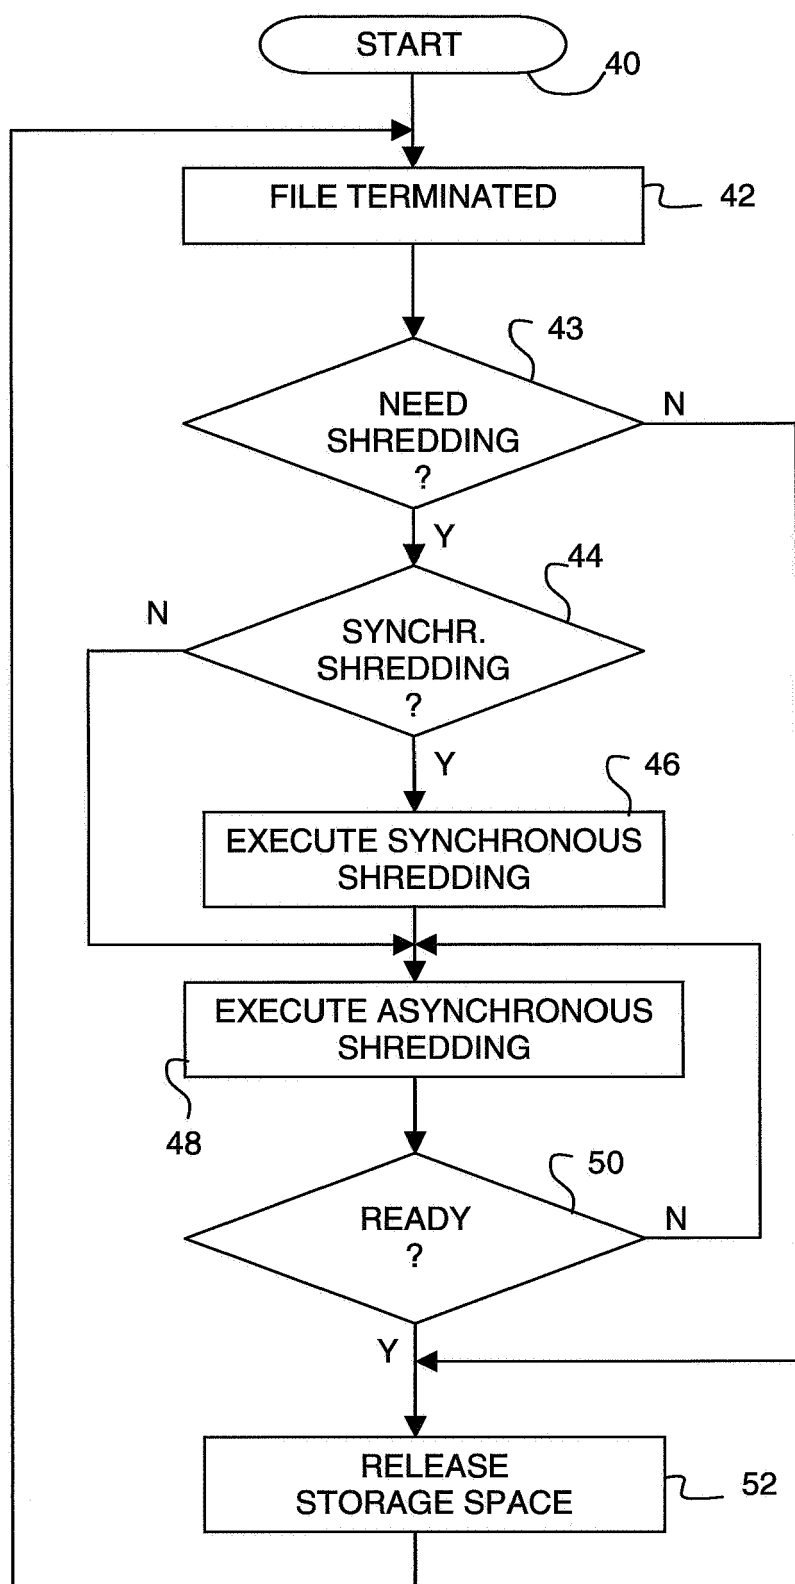 START
40
FILE TERMINATED
42
43
NEED
SHREDDING
?
N
Y
44
N
SYNCHR.
SHREDDING
?
Y
46
EXECUTE SYNCHRONOUS
SHREDDING
EXECUTE ASYNCHRONOUS
SHREDDING
48
50
READY
?
N
Y
RELEASE
STORAGE SPACE
52